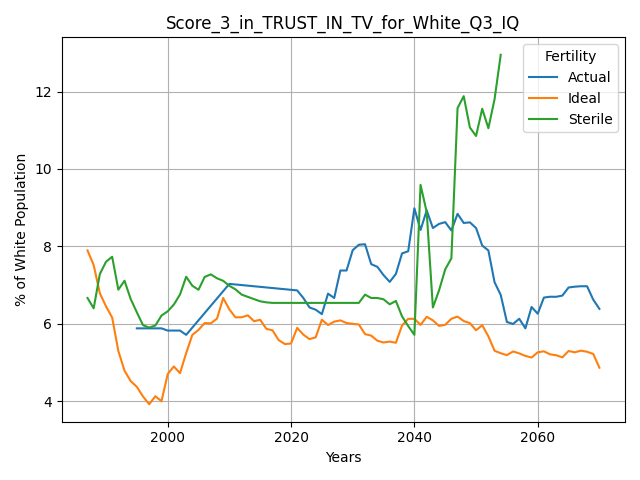 Score_3_in_TRUST_IN_TV_for_White_Q3_IQ
Fertility
Actual
Ideal
Sterile
% of White Population
12
10
8
6
4
2000
2020
2040
2060
Years